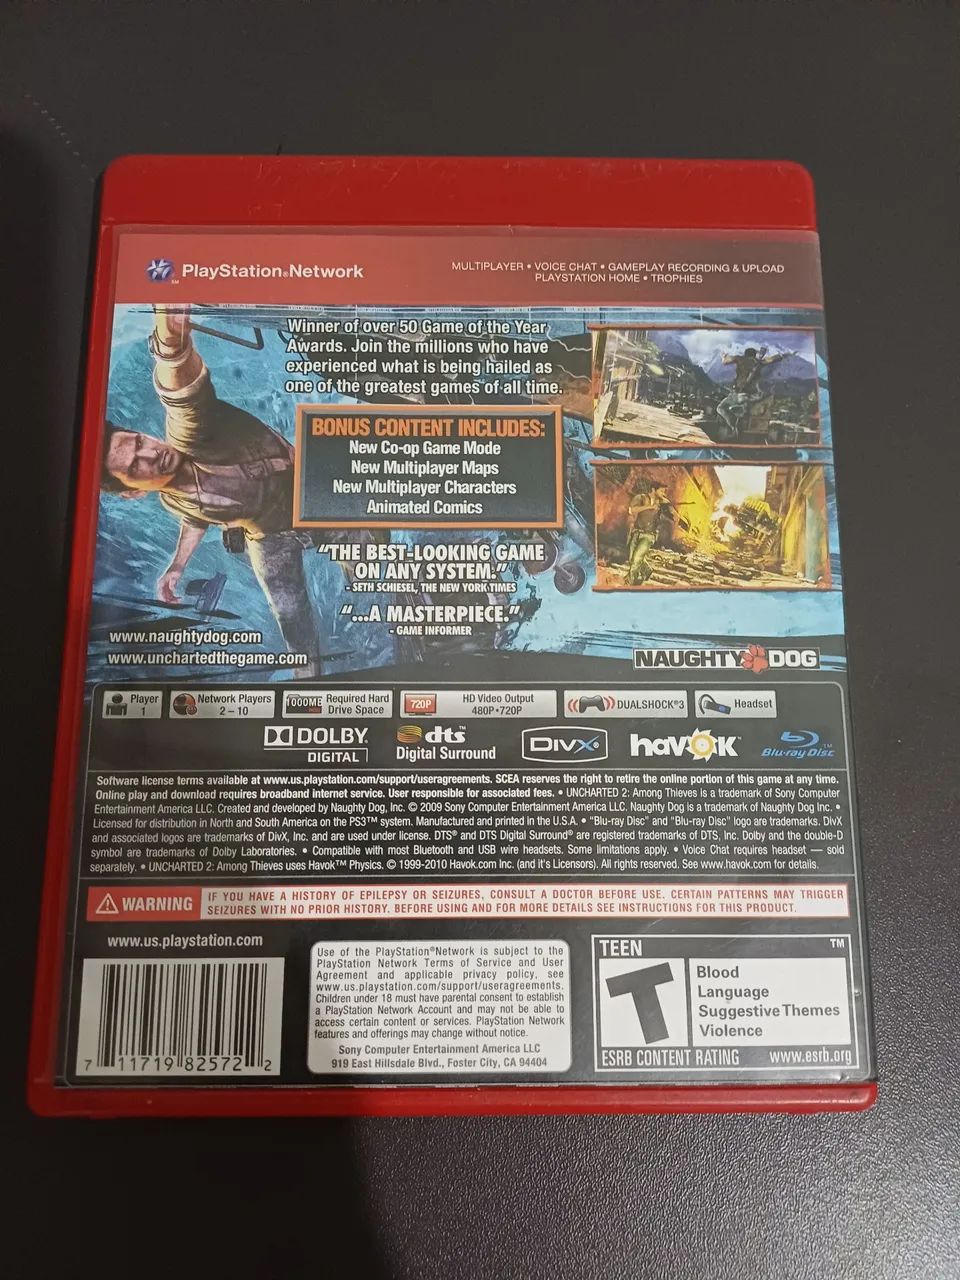 PlayStation®Network
SM
MULTIPLAYER • VOICE CHAT • GAMEPLAY RECORDING & UPLOAD
PLAYSTATION HOME • TROPHIES
Winner of over 50 Game of the Year
Awards. Join the millions who have
experienced what is being hailed as
one of the greatest games of all time.
BONUS CONTENT INCLUDES:
New Co-op Game Mode
New Multiplayer Maps
New Multiplayer Characters
Animated Comics
“THE BEST-LOOKING GAME
ON ANY SYSTEM.”
- SETH SCHIESEL, THE NEW YORK TIMES
“...A MASTERPIECE.”
- GAME INFORMER
www.naughtydog.com
www.unchartedthegame.com
NAUGHTY DOG
Player
1
Network Players
2 – 10
1000MB
Required Hard
Drive Space
720P
HD Video Output
480P•720P
DUALSHOCK®3
Headset
DOLBY
DIGITAL
dts™
Digital Surround
DIVX®
havok™
Blu-ray Disc™
Software license terms available at www.us.playstation.com/support/useragreements. SCEA reserves the right to retire the online portion of this game at any time.
Online play and download requires broadband internet service. User responsible for associated fees. • UNCHARTED 2: Among Thieves is a trademark of Sony Computer
Entertainment America LLC. Created and developed by Naughty Dog, Inc. © 2009 Sony Computer Entertainment America LLC. Naughty Dog is a trademark of Naughty Dog Inc. •
Licensed for distribution in North and South America on the PS3™ system. Manufactured and printed in the U.S.A. • “Blu-ray Disc” and “Blu-ray Disc” logo are trademarks. DivX
and associated logos are trademarks of DivX, Inc. and are used under license. DTS® and DTS Digital Surround® are registered trademarks of DTS, Inc. Dolby and the double-D
symbol are trademarks of Dolby Laboratories. • Compatible with most Bluetooth and USB wire headsets. Some limitations apply. • Voice Chat requires headset — sold
separately. • UNCHARTED 2: Among Thieves uses Havok™ Physics. © 1999-2010 Havok.com Inc. (and it's Licensors). All rights reserved. See www.havok.com for details.
WARNING
IF YOU HAVE A HISTORY OF EPILEPSY OR SEIZURES, CONSULT A DOCTOR BEFORE USE. CERTAIN PATTERNS MAY TRIGGER
SEIZURES WITH NO PRIOR HISTORY. BEFORE USING AND FOR MORE DETAILS SEE INSTRUCTIONS FOR THIS PRODUCT.
www.us.playstation.com
7 11719 82572 2
Use of the PlayStation®Network is subject to the
PlayStation Network Terms of Service and User
Agreement and applicable privacy policy, see
www.us.playstation.com/support/useragreements.
Children under 18 must have parental consent to establish
a PlayStation Network Account and may not be able to
access certain content or services. PlayStation Network
features and offerings may change without notice.
Sony Computer Entertainment America LLC
919 East Hillsdale Blvd., Foster City, CA 94404
TEEN
™
T
Blood
Language
Suggestive Themes
Violence
ESRB CONTENT RATING
www.esrb.org